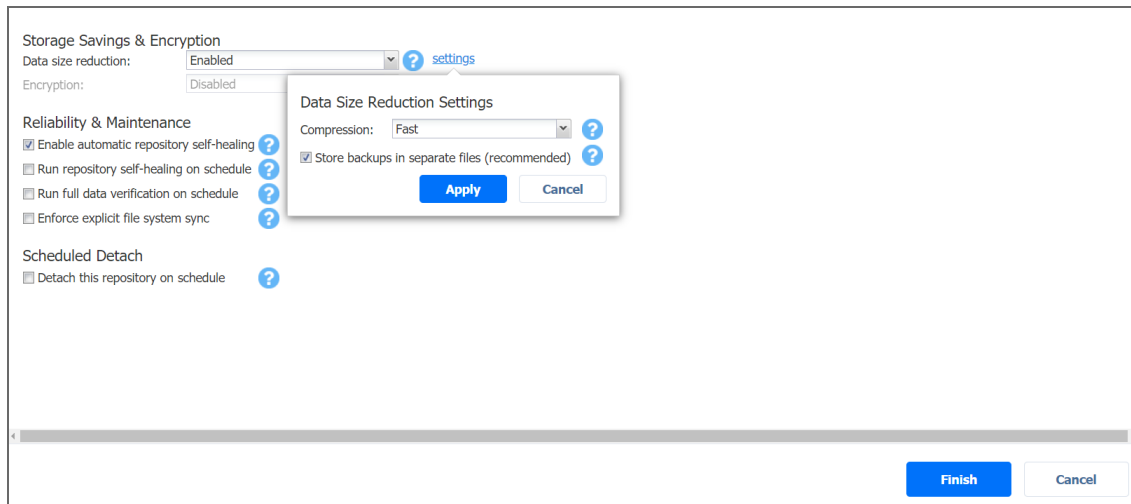 Storage Savings & Encryption
Data size reduction: Enabled ? settings
Encryption: Disabled
Data Size Reduction Settings
Compression: Fast ?
Store backups in separate files (recommended) ?
Apply Cancel
Reliability & Maintenance
Enable automatic repository self-healing ?
Run repository self-healing on schedule ?
Run full data verification on schedule ?
Enforce explicit file system sync ?
Scheduled Detach
Detach this repository on schedule ?
Finish Cancel